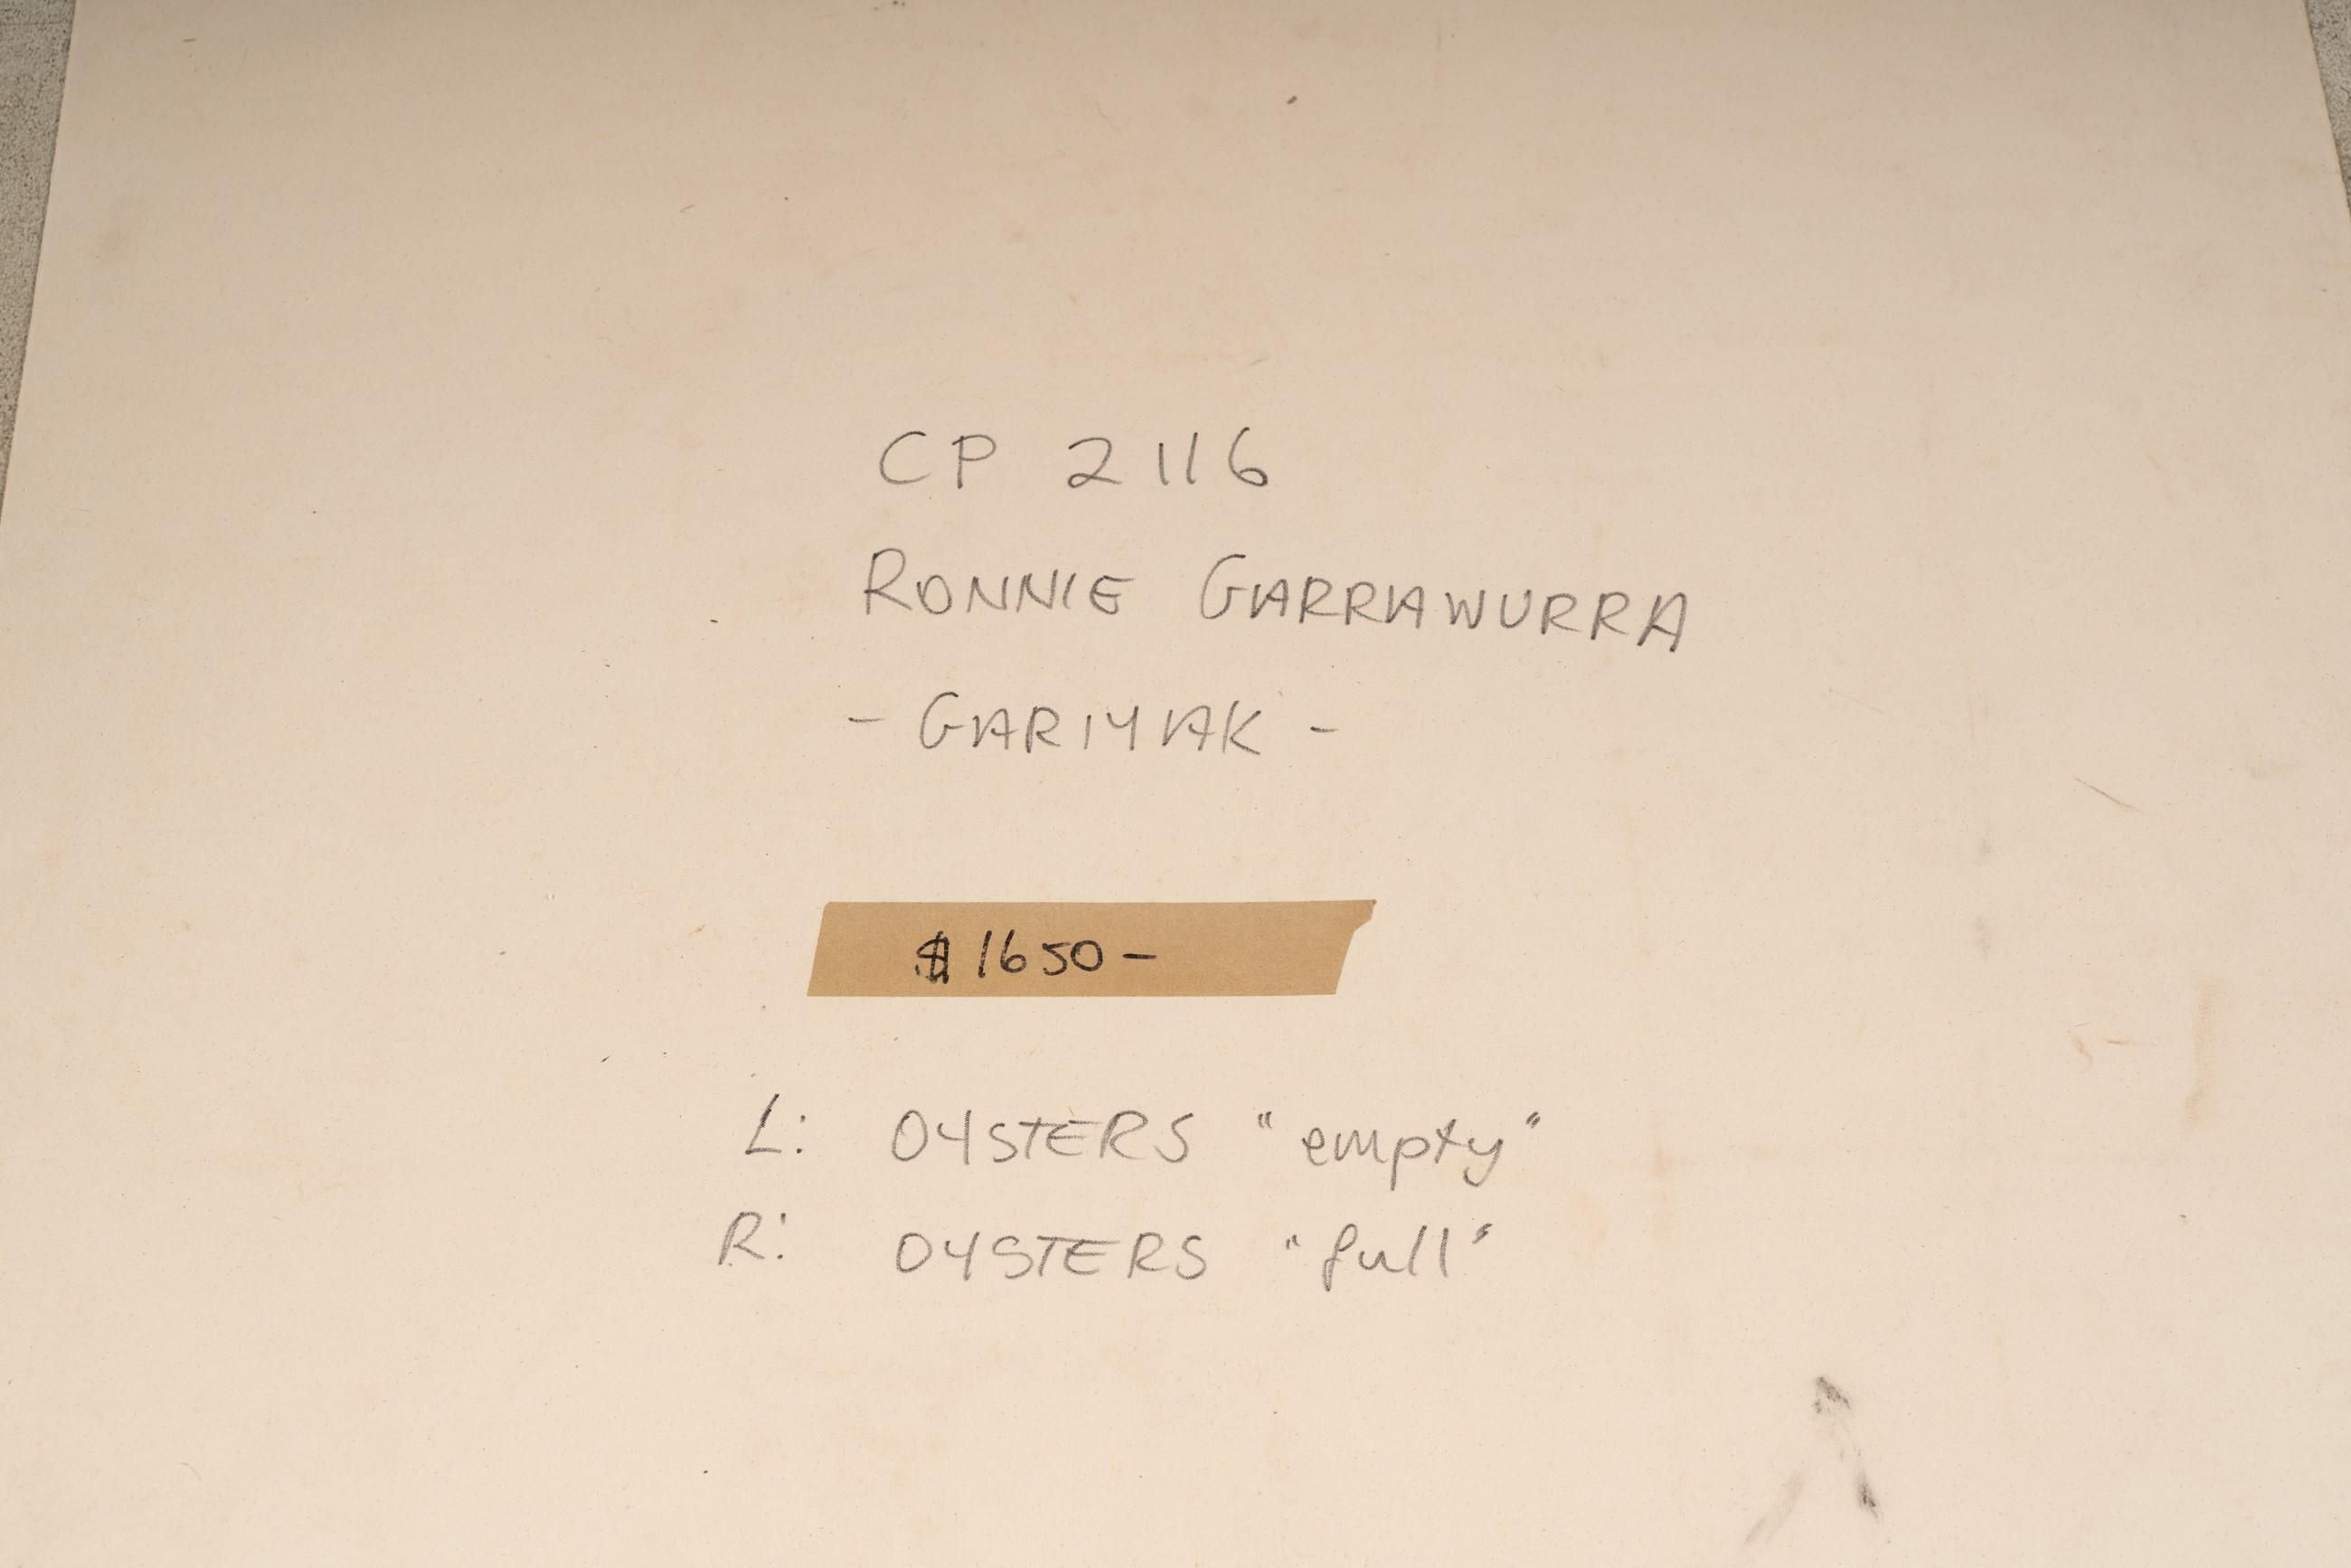 CP 2116
RONNIE GARRAWURRA
- GARIYAK -
$1650-
L: OYSTERS "empty"
R: OYSTERS "full"